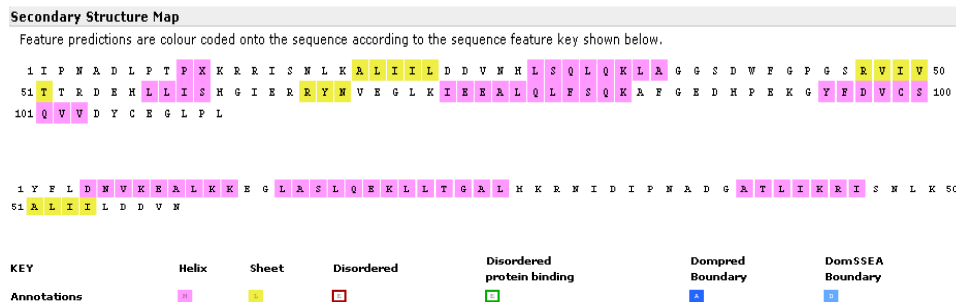 Secondary Structure Map
Feature predictions are colour coded onto the sequence according to the sequence feature key shown below.
1 I P N A D L P T P X K R R I S N L K A L I I L D D V N H L S Q L Q K L A G G S D W F G P G S R V I V 50
51 T T R D E H L L I S H G I E R R Y N V E G L K I E E A L Q L F S Q K A F G E D H P E K G Y F D V C S 100
101 Q V V D Y C E G L P L
1 Y F L D N V K E A L K K E G L A S L Q E K L L T G A L H K R N I D I P N A D G A T L I K R I S N L K 50
51 A L I I L D D V N
KEY Helix Sheet Disordered Disordered protein binding Dompred Boundary DomSSEA Boundary
Annotations H A D